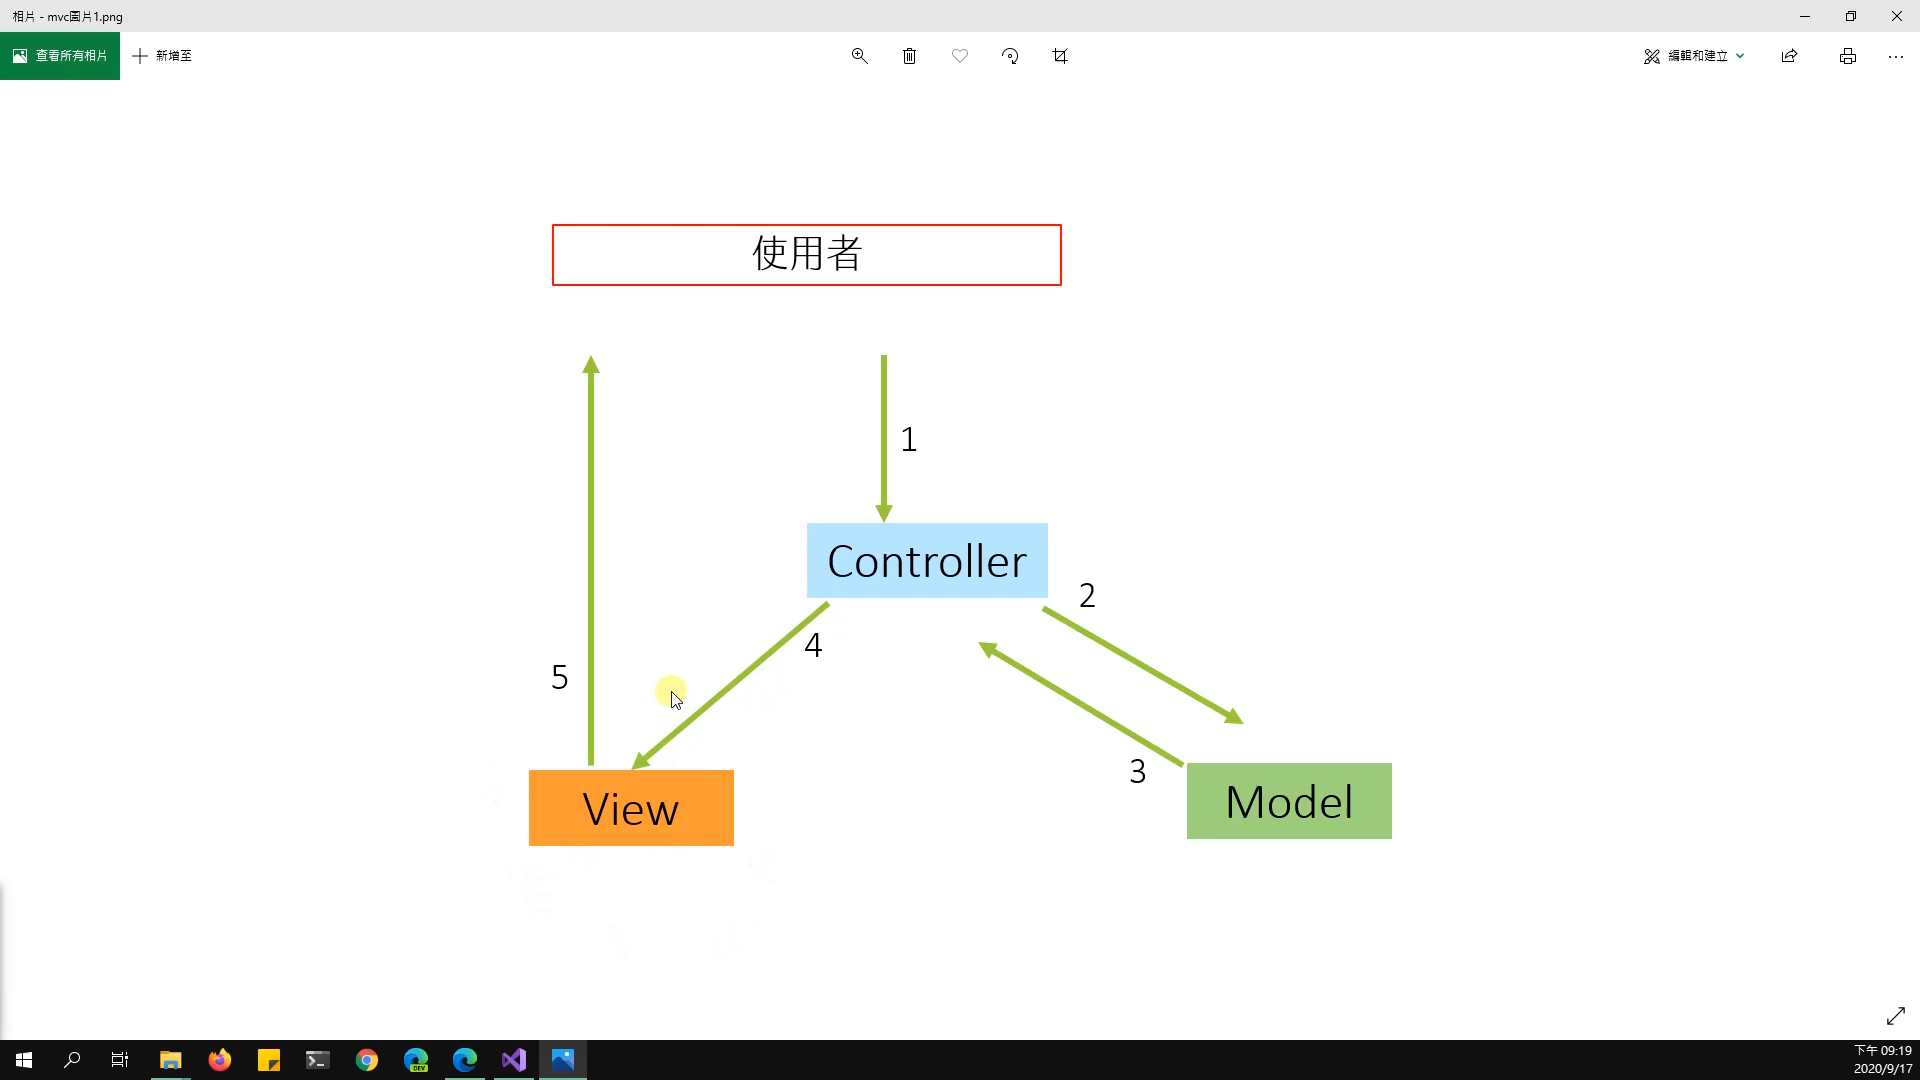 相片 - mvc圖片1.png
查看所有相片
新增至
編輯和建立
使用者
1
Controller
2
4
5
3
View
Model
DEV
下午 09:19
2020/9/17